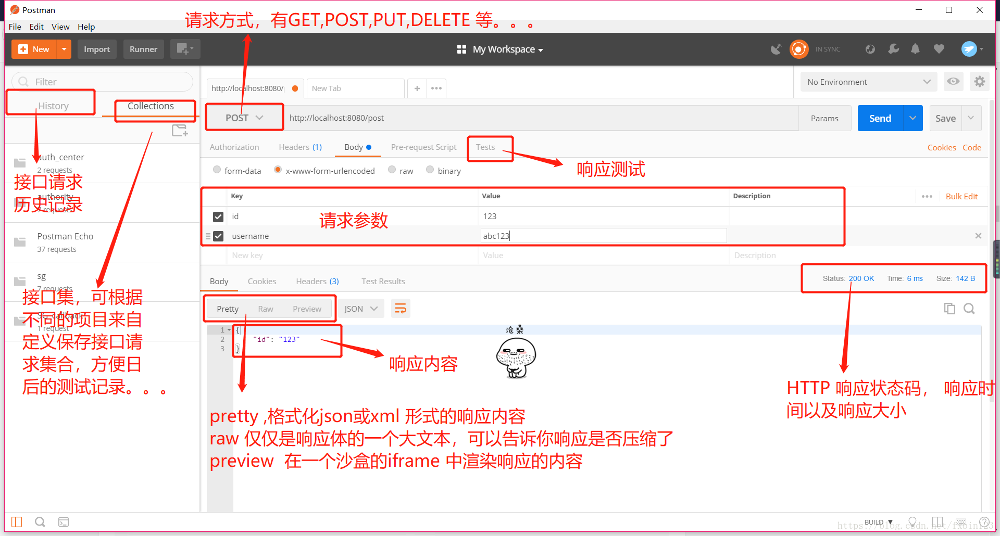 Postman
File Edit View Help
请求方式，有GET,POST,PUT,DELETE 等。。。
New
Import
Runner
My Workspace
IN SYNC
Filter
History
Collections
http://localhost:8080/
New Tab
No Environment
POST
http://localhost:8080/post
Params
Send
Save
Authorization
Headers (1)
Body
Pre-request Script
Tests
Cookies
Code
响应测试
form-data
x-www-form-urlencoded
raw
binary
auth_center
2 requests
接口请求
历史记录
authority
7 requests
Postman Echo
37 requests
sg
7 requests
SG_callback
1 request
接口集，可根据
不同的项目来自
定义保存接口请
求集合，方便日
后的测试记录。。。
Key
Value
Description
Bulk Edit
id
123
请求参数
username
abc123
New key
Value
Description
Body
Cookies
Headers (3)
Test Results
Status: 200 OK
Time: 6 ms
Size: 142 B
Pretty
Raw
Preview
JSON
1 {
2 "id": "123"
3 }
沧桑
响应内容
HTTP 响应状态码， 响应时
间以及响应大小
pretty ,格式化json或xml 形式的响应内容
raw 仅仅是响应体的一个大文本，可以告诉你响应是否压缩了
preview 在一个沙盒的iframe 中渲染响应的内容
BUILD
https://blog.csdn.net/fxbin123